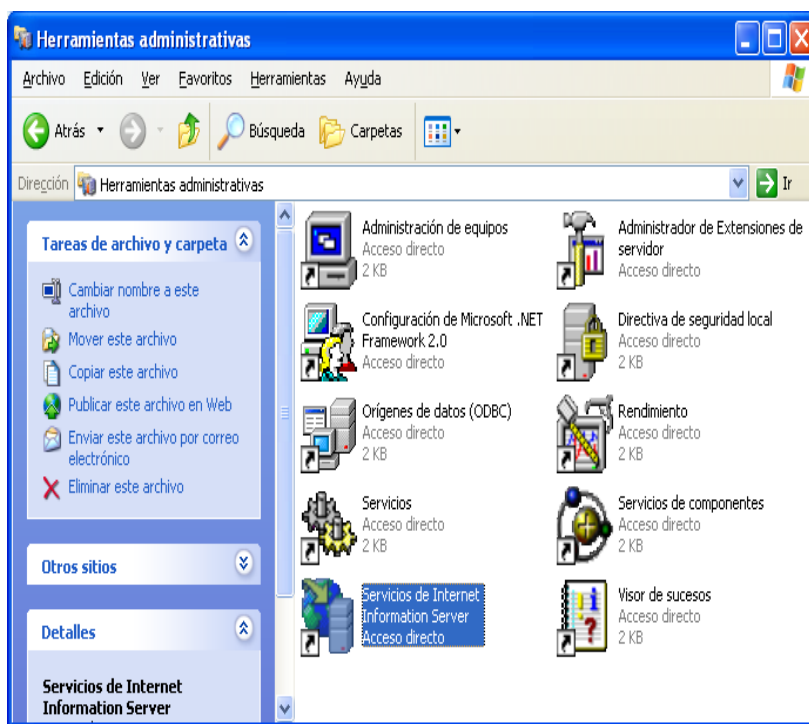 Herramientas administrativas
Archivo Edición Ver Favoritos Herramientas Ayuda
Atrás Búsqueda Carpetas
Dirección Herramientas administrativas Ir
Tareas de archivo y carpeta
Cambiar nombre a este
archivo
Mover este archivo
Copiar este archivo
Publicar este archivo en Web
Enviar este archivo por correo
electrónico
Eliminar este archivo
Otros sitios
Detalles
Servicios de Internet
Information Server
Administración de equipos
Acceso directo
2 KB
Administrador de Extensiones de
servidor
Acceso directo
Configuración de Microsoft .NET
Framework 2.0
Acceso directo
Directiva de seguridad local
Acceso directo
2 KB
Orígenes de datos (ODBC)
Acceso directo
2 KB
Rendimiento
Acceso directo
2 KB
Servicios
Acceso directo
2 KB
Servicios de componentes
Acceso directo
2 KB
Servicios de Internet
Information Server
Acceso directo
Visor de sucesos
Acceso directo
2 KB